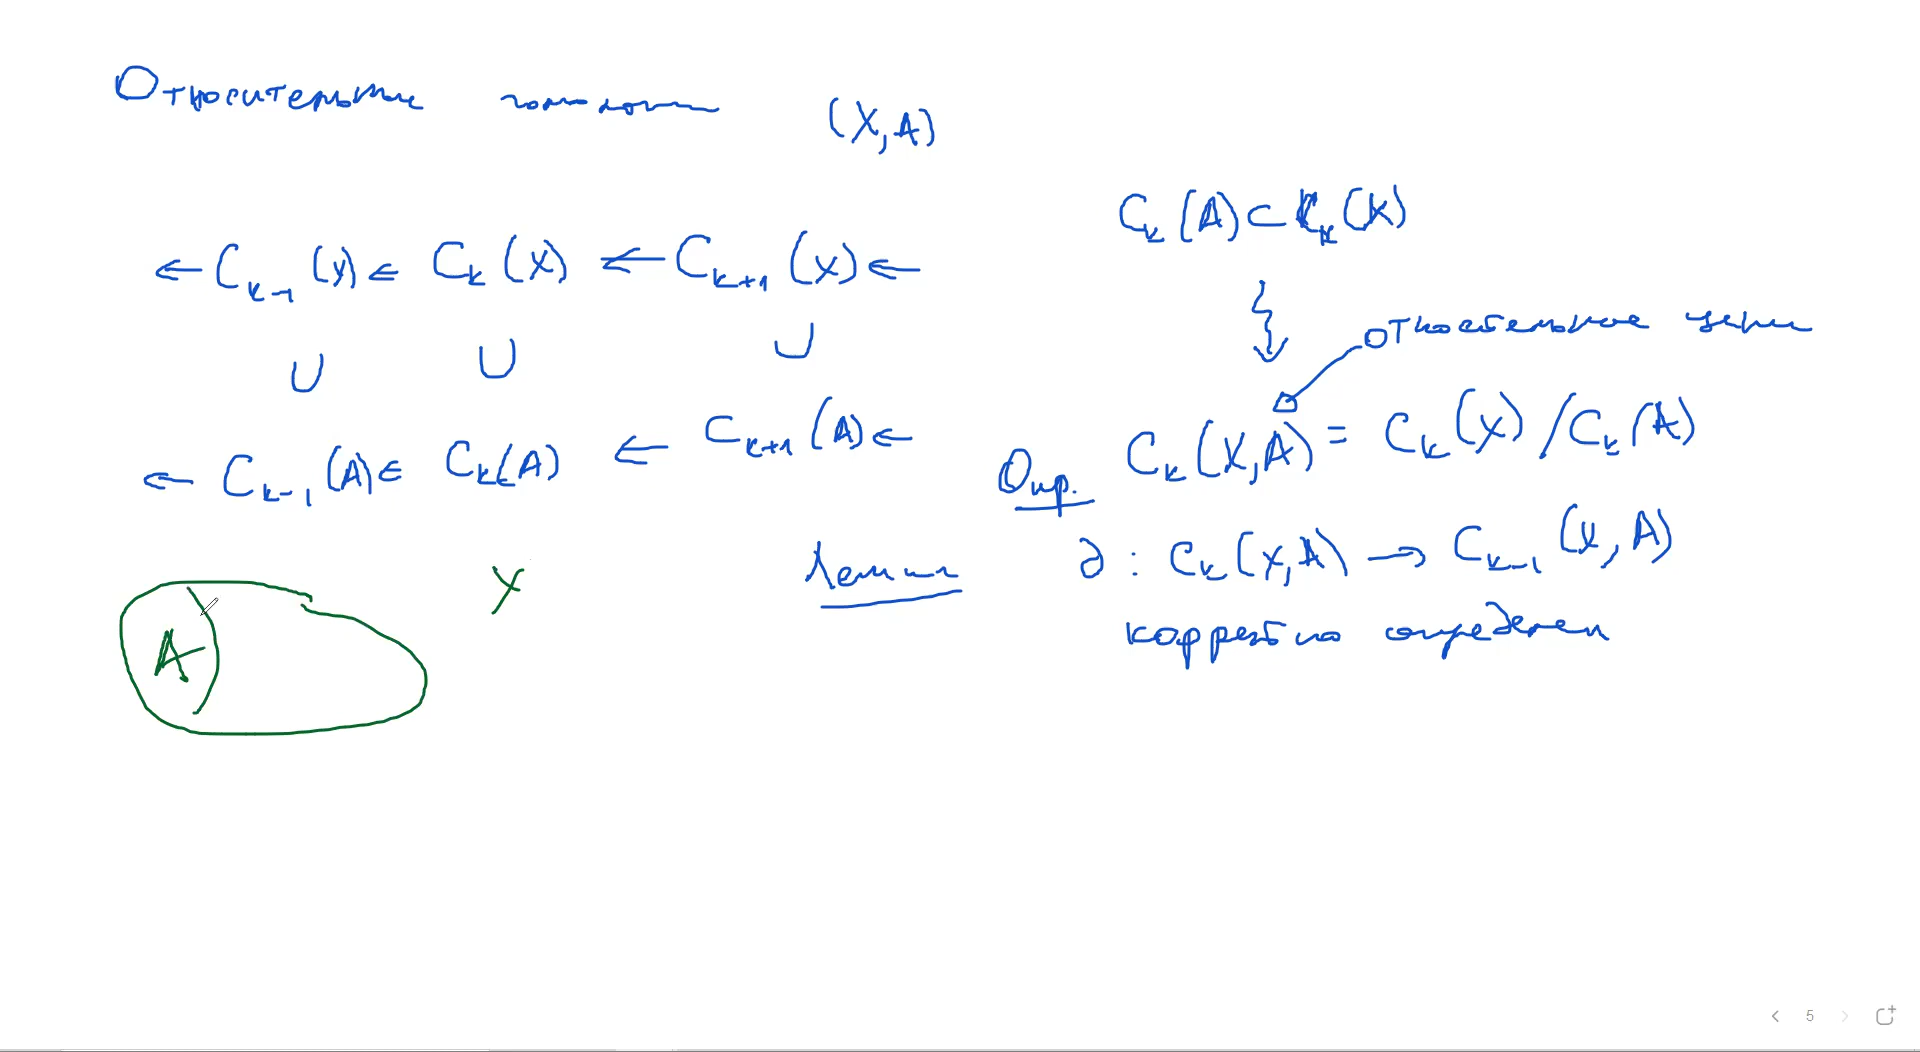 Относительные гомологии (X, A)
C_k (A) ⊂ C_k (X)
← C_{k-1} (X) ← C_k (X) ← C_{k+1} (X) ←
относительные цепи
∪ ∪ ∪
← C_{k-1} (A) ← C_k (A) ← C_{k+1} (A) ←
Опр. C_k (X, A) = C_k (X) / C_k (A)
Лемма ∂ : C_k (X, A) → C_{k-1} (X, A)
корректно определен
X
A
5